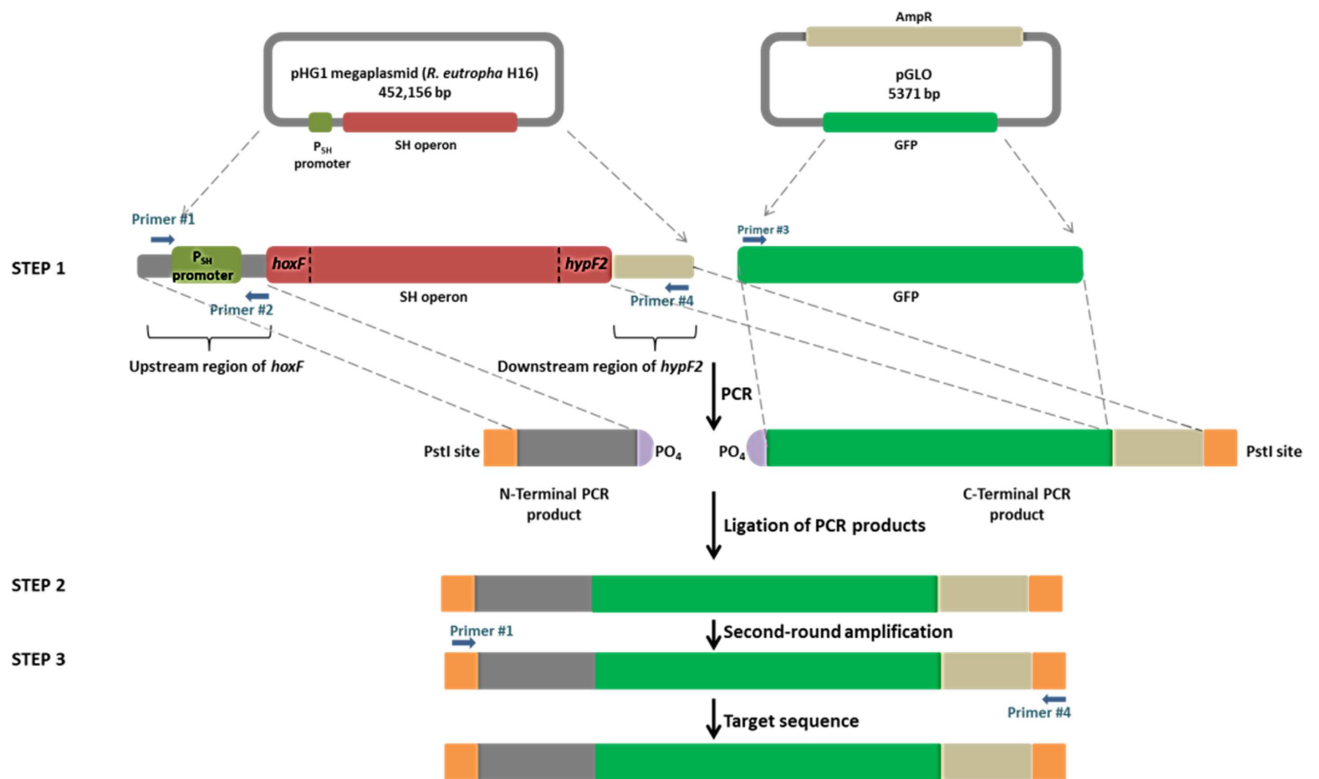 AmpR
pHG1 megaplasmid (R. eutropha H16)
452,156 bp
pGLO
5371 bp
PSH
promoter
SH operon
GFP
Primer #1
Primer #3
STEP 1
PSH
promoter
hoxF
hypF2
SH operon
GFP
Primer #2
Primer #4
Upstream region of hoxF
Downstream region of hypF2
PCR
PstI site
PO4
PO4
PstI site
N-Terminal PCR
product
C-Terminal PCR
product
Ligation of PCR products
STEP 2
Primer #1
Second-round amplification
STEP 3
Primer #4
Target sequence